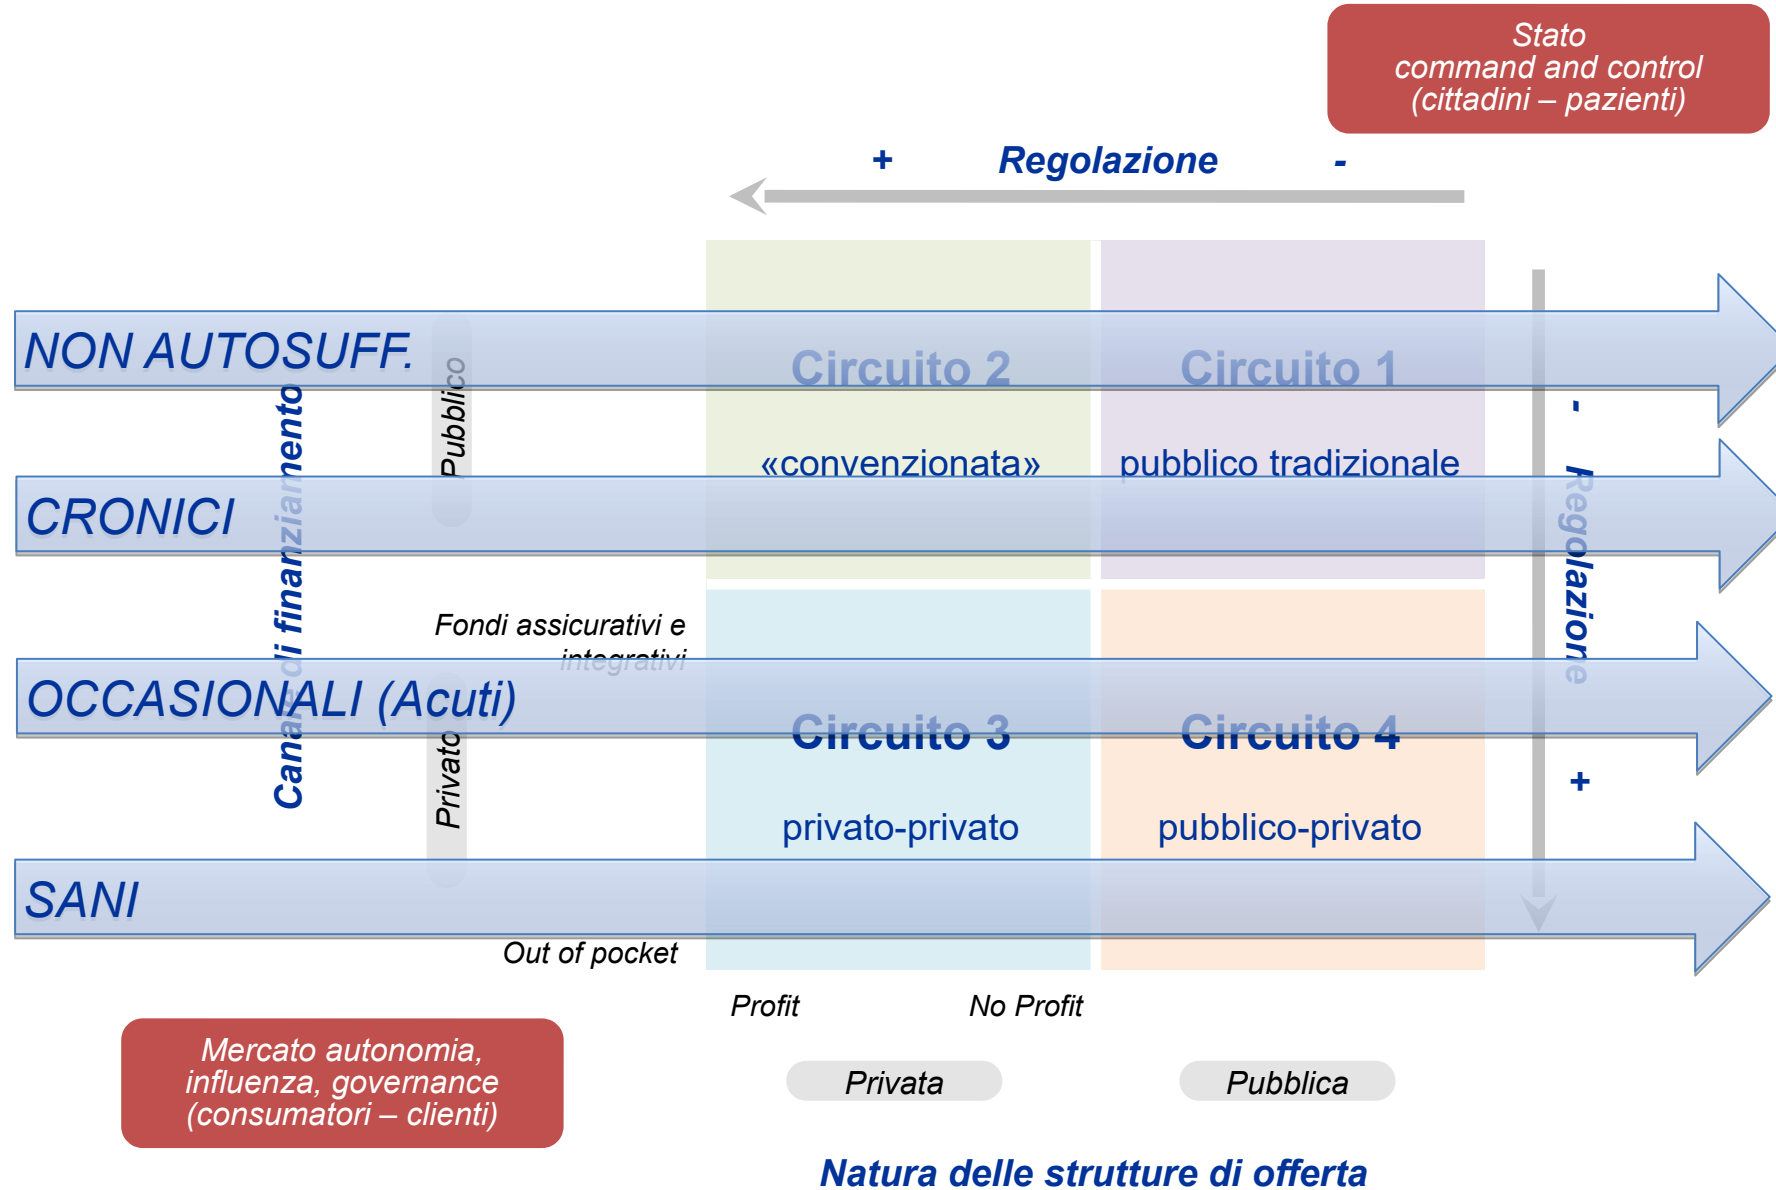 Stato
command and control
(cittadini – pazienti)
+ Regolazione -
NON AUTOSUFF.
Circuito 2
Circuito 1
Pubblico
Canale di finanziamento
- Regolazione +
«convenzionata»
pubblico tradizionale
CRONICI
Fondi assicurativi e
integrativi
OCCASIONALI (Acuti)
Privato
Circuito 3
Circuito 4
privato-privato
pubblico-privato
SANI
Out of pocket
Profit
No Profit
Mercato autonomia,
influenza, governance
(consumatori – clienti)
Privata
Pubblica
Natura delle strutture di offerta